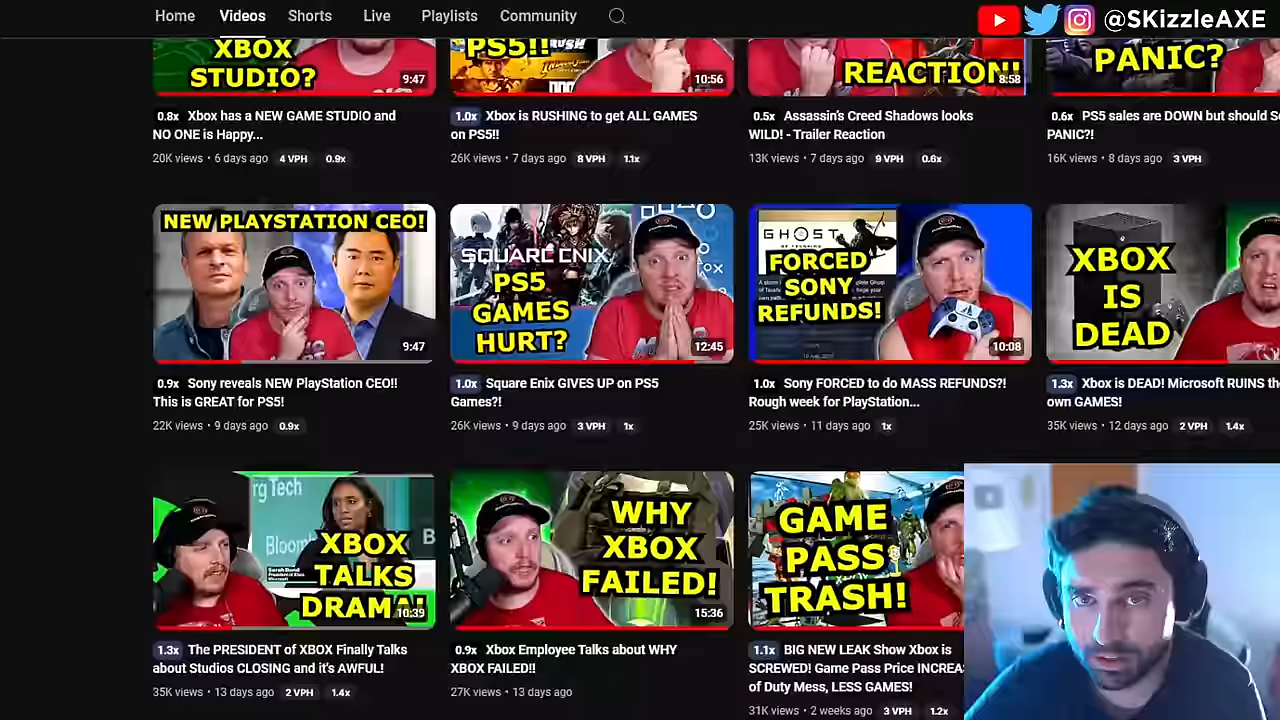 Home Videos Shorts Live Playlists Community
@SKizzleAXE
XBOX
STUDIO?
9:47
PS5!!
10:56
REACTION!
8:58
PANIC?
0.8x Xbox has a NEW GAME STUDIO and
NO ONE is Happy...
20K views • 6 days ago 4 VPH 0.9x
1.0x Xbox is RUSHING to get ALL GAMES
on PS5!!
26K views • 7 days ago 8 VPH 1.1x
0.5x Assassin's Creed Shadows looks
WILD! - Trailer Reaction
13K views • 7 days ago 9 VPH 0.6x
0.6x PS5 sales are DOWN but should S
PANIC?!
16K views • 8 days ago 3 VPH
NEW PLAYSTATION CEO!
9:47
SQUARE ENIX
PS5
GAMES
HURT?
12:45
GHOST
FORCED
SONY
REFUNDS!
10:08
XBOX
IS
DEAD
0.9x Sony reveals NEW PlayStation CEO!!
This is GREAT for PS5!
22K views • 9 days ago 0.9x
1.0x Square Enix GIVES UP on PS5
Games?!
26K views • 9 days ago 3 VPH 1x
1.0x Sony FORCED to do MASS REFUNDS?!
Rough week for PlayStation...
25K views • 11 days ago 1x
1.3x Xbox is DEAD! Microsoft RUINS th
own GAMES!
35K views • 12 days ago 2 VPH 1.4x
rg Tech
Bloom
B
XBOX
TALKS
DRAMA!
10:39
WHY
XBOX
FAILED!
15:36
GAME
PASS
TRASH!
1.3x The PRESIDENT of XBOX Finally Talks
about Studios CLOSING and it's AWFUL!
35K views • 13 days ago 2 VPH 1.4x
0.9x Xbox Employee Talks about WHY
XBOX FAILED!!
27K views • 13 days ago
1.1x BIG NEW LEAK Show Xbox is
SCREWED! Game Pass Price INCREA
of Duty Mess, LESS GAMES!
31K views • 2 weeks ago 3 VPH 1.2x